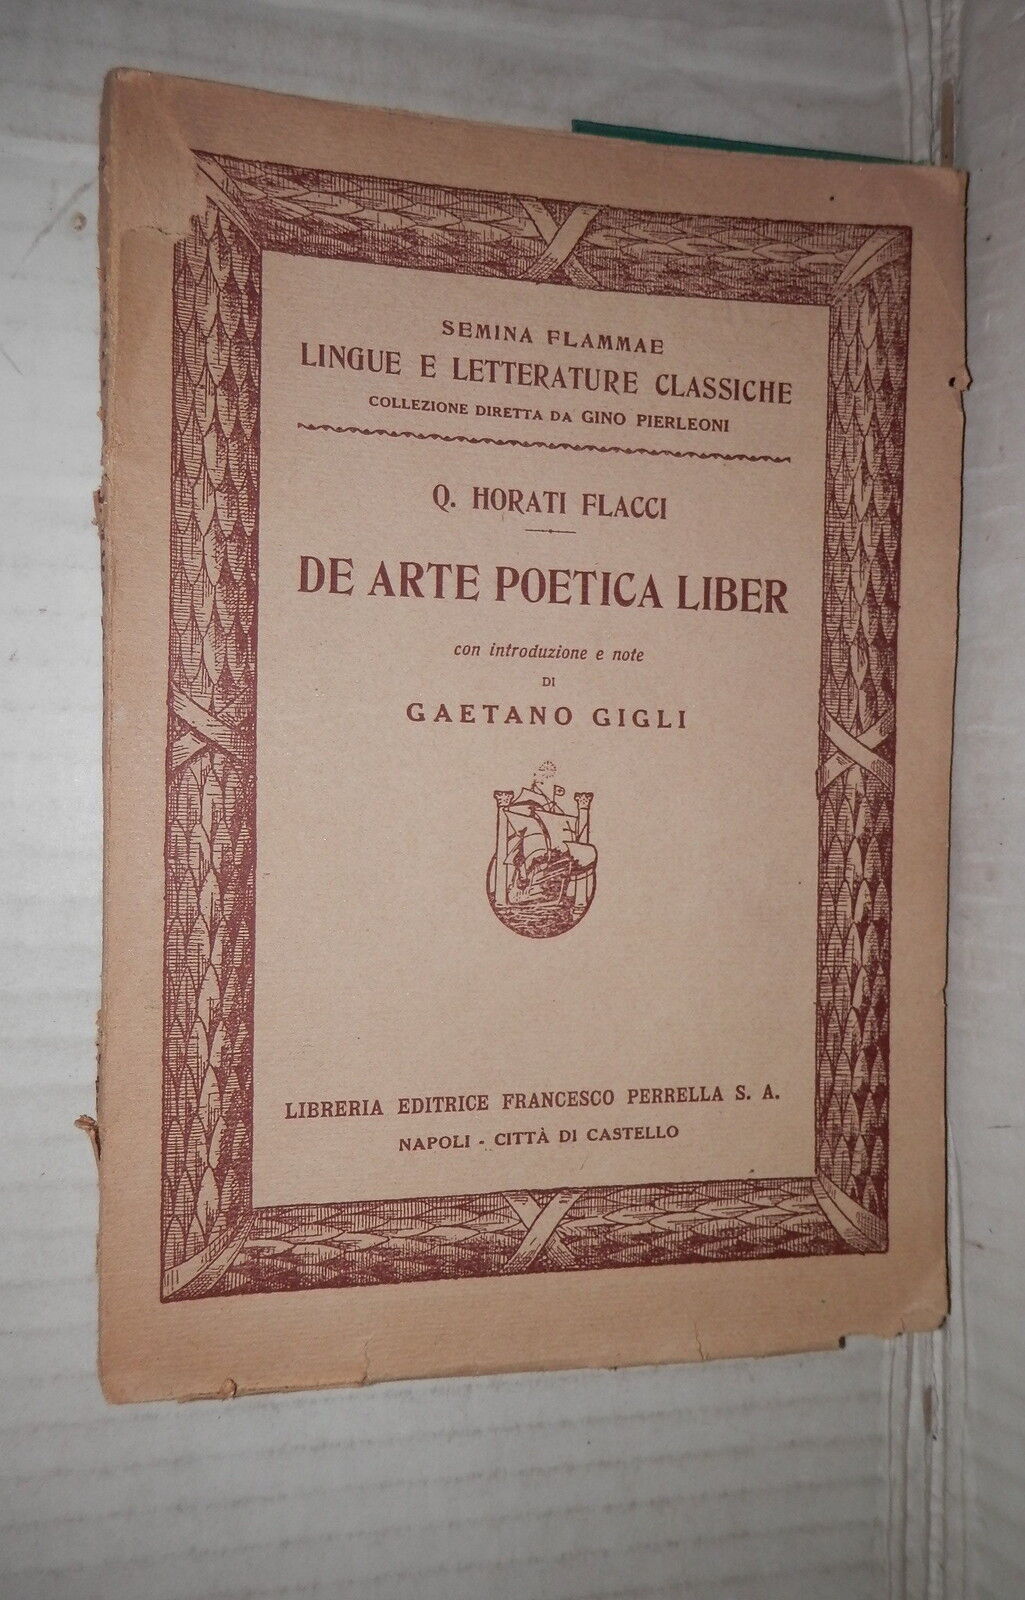 SEMINA FLAMMAE
LINGUE E LETTERATURE CLASSICHE
COLLEZIONE DIRETTA DA GINO PIERLEONI
Q. HORATI FLACCI
DE ARTE POETICA LIBER
con introduzione e note
DI
GAETANO GIGLI
LIBRERIA EDITRICE FRANCESCO PERRELLA S. A.
NAPOLI - CITTÀ DI CASTELLO